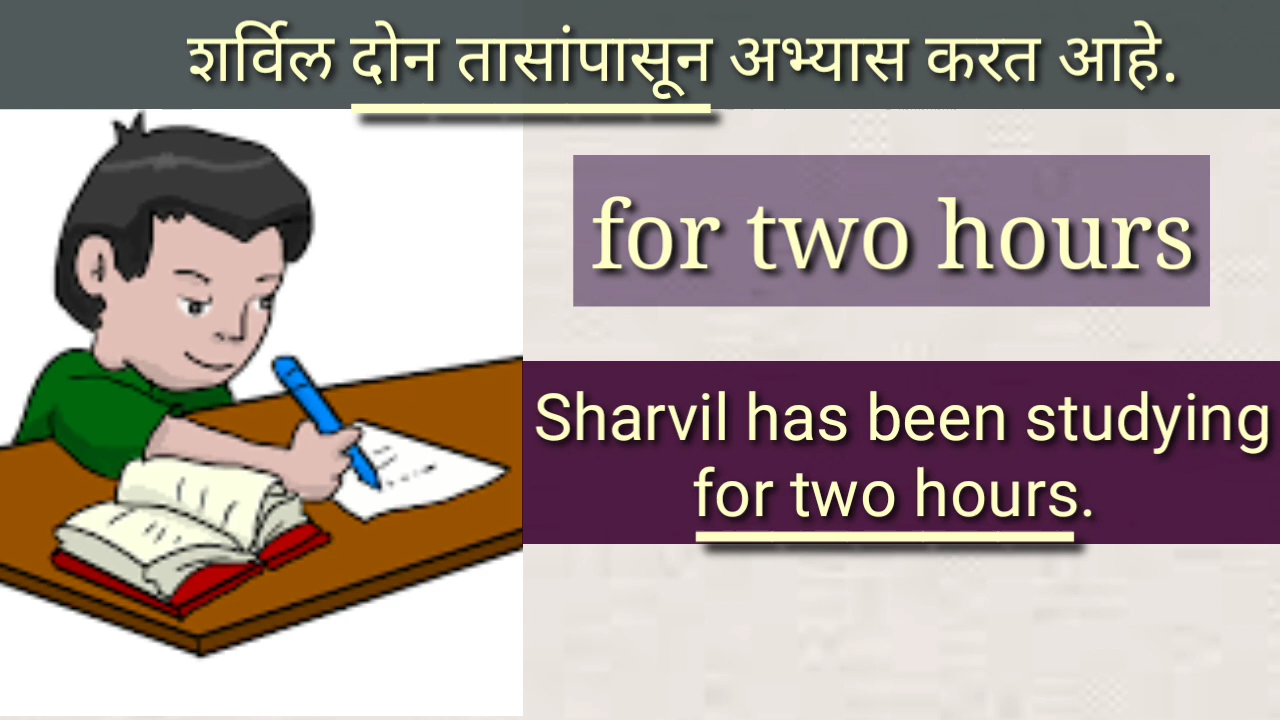 शर्विल दोन तासांपासून अभ्यास करत आहे.
for two hours
Sharvil has been studying
for two hours.